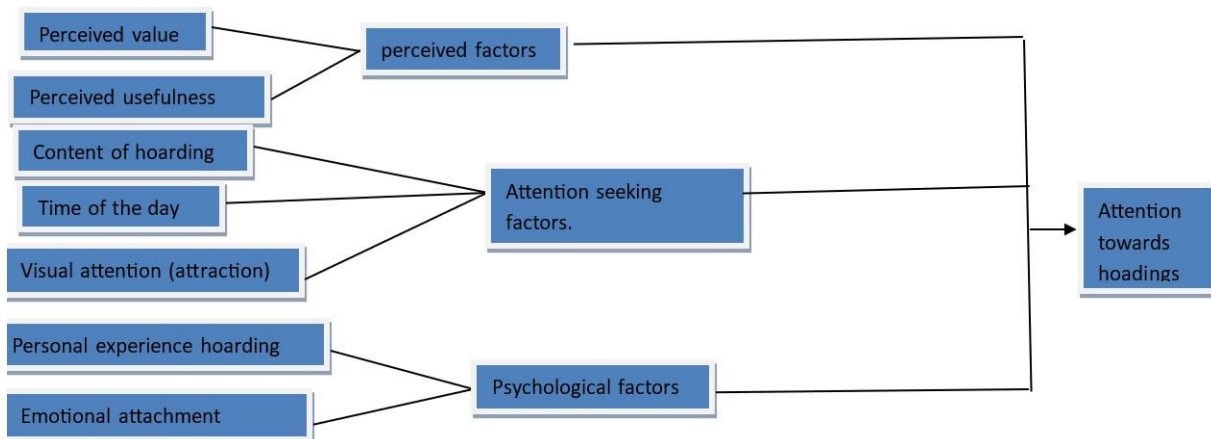 Perceived value
perceived factors
Perceived usefulness
Content of hoarding
Time of the day
Attention seeking
factors.
Visual attention (attraction)
Attention
towards
hoadings
Personal experience hoarding
Psychological factors
Emotional attachment